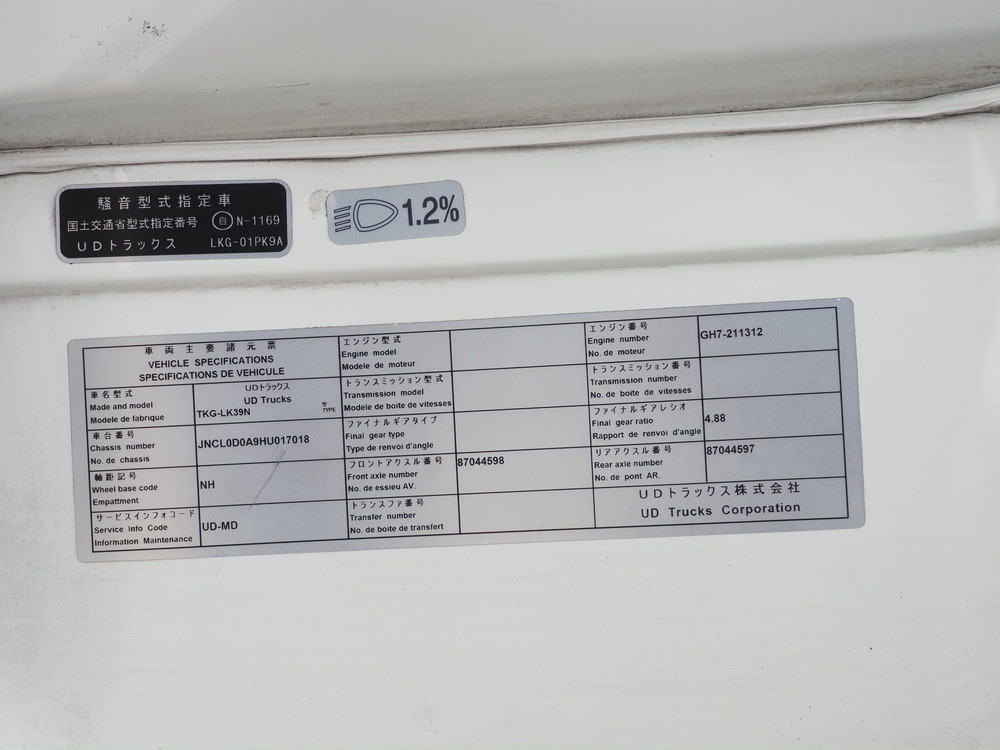 騒音型式指定車
国土交通省型式指定番号 自 N-1169
UDトラックス LKG-01PK9A
1.2%
車両主要諸元票
VEHICLE SPECIFICATIONS
SPECIFICATIONS DE VEHICULE
車名型式
Made and model
Modele de fabrique
UDトラックス
UD Trucks
TKG-LK39N
型
TYPE
車台番号
Chassis number
No. de chassis
JNCL0D0A9HU017018
軸距記号
Wheel base code
Empattment
NH
サービスインフォコード
Service Info Code
Information Maintenance
UD-MD
エンジン型式
Engine model
Modele de moteur
トランスミッション型式
Transmission model
Modele de boite de vitesses
ファイナルギアタイプ
Final gear type
Type de renvoi d'angle
フロントアクスル番号
Front axle number
No. de essieu AV.
87044598
トランスファ番号
Transfer number
No. de boite de transfert
エンジン番号
Engine number
No. de moteur
GH7-211312
トランスミッション番号
Transmission number
No. de boite de vitesses
ファイナルギアレシオ
Final gear ratio
Rapport de renvoi d'angle
4.88
リアアクスル番号
Rear axle number
No. de pont AR.
87044597
UDトラックス株式会社
UD Trucks Corporation